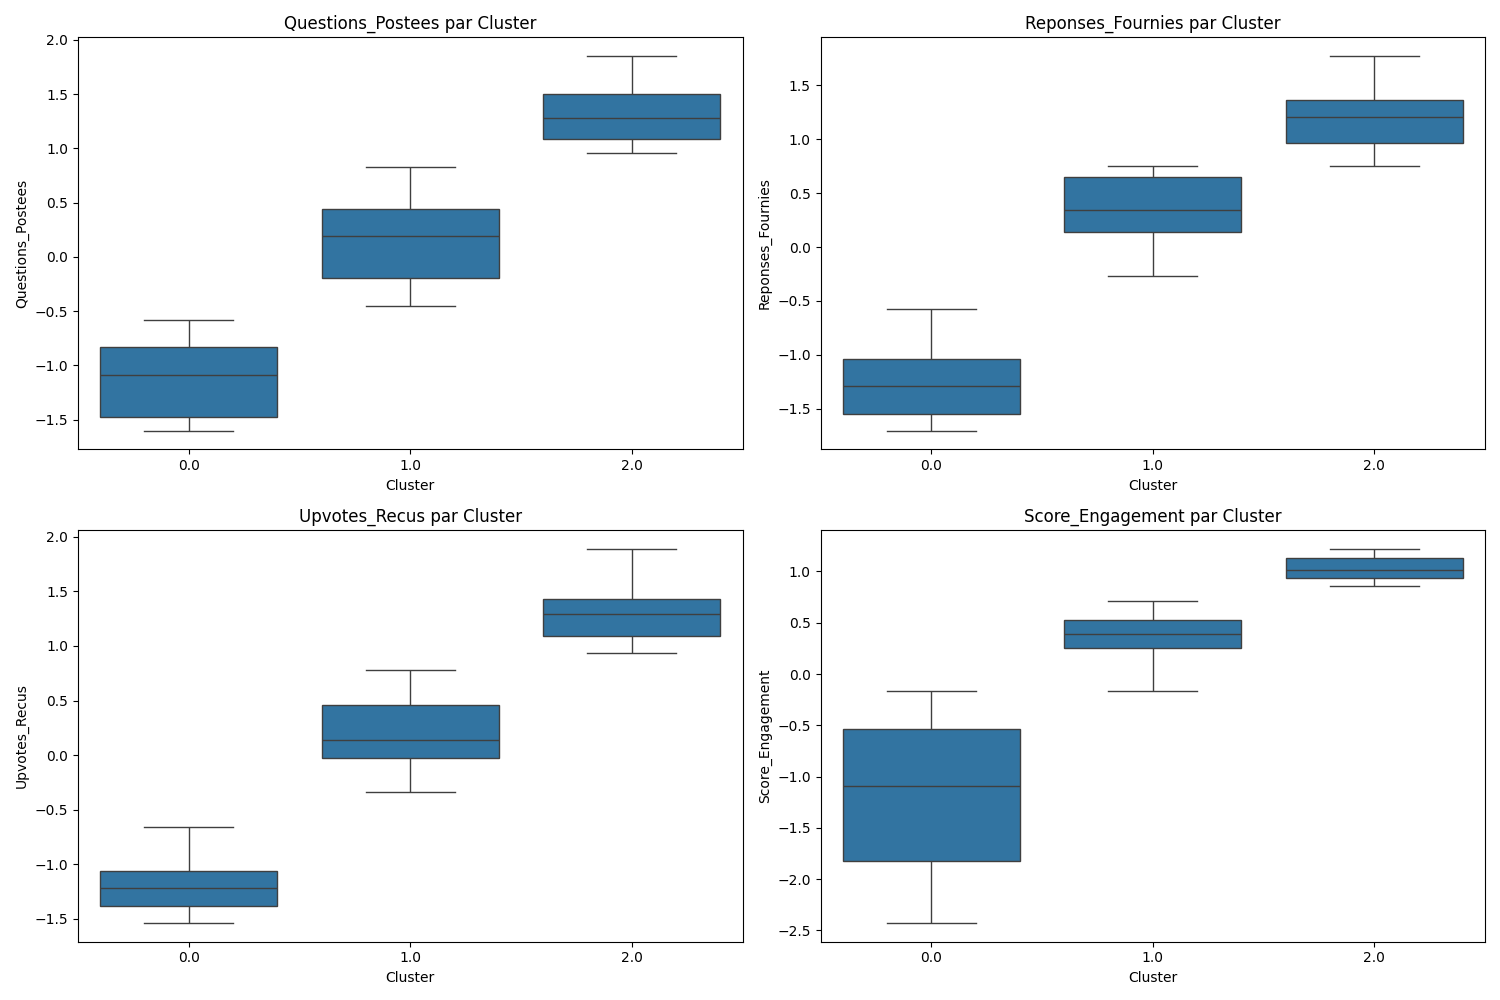 Questions_Postees par Cluster
2.0
1.5
1.0
0.5
0.0
−0.5
−1.0
−1.5
Questions_Postees
0.0 1.0 2.0
Cluster
Reponses_Fournies par Cluster
1.5
1.0
0.5
0.0
−0.5
−1.0
−1.5
Reponses_Fournies
0.0 1.0 2.0
Cluster
Upvotes_Recus par Cluster
2.0
1.5
1.0
0.5
0.0
−0.5
−1.0
−1.5
Upvotes_Recus
0.0 1.0 2.0
Cluster
Score_Engagement par Cluster
1.0
0.5
0.0
−0.5
−1.0
−1.5
−2.0
−2.5
Score_Engagement
0.0 1.0 2.0
Cluster